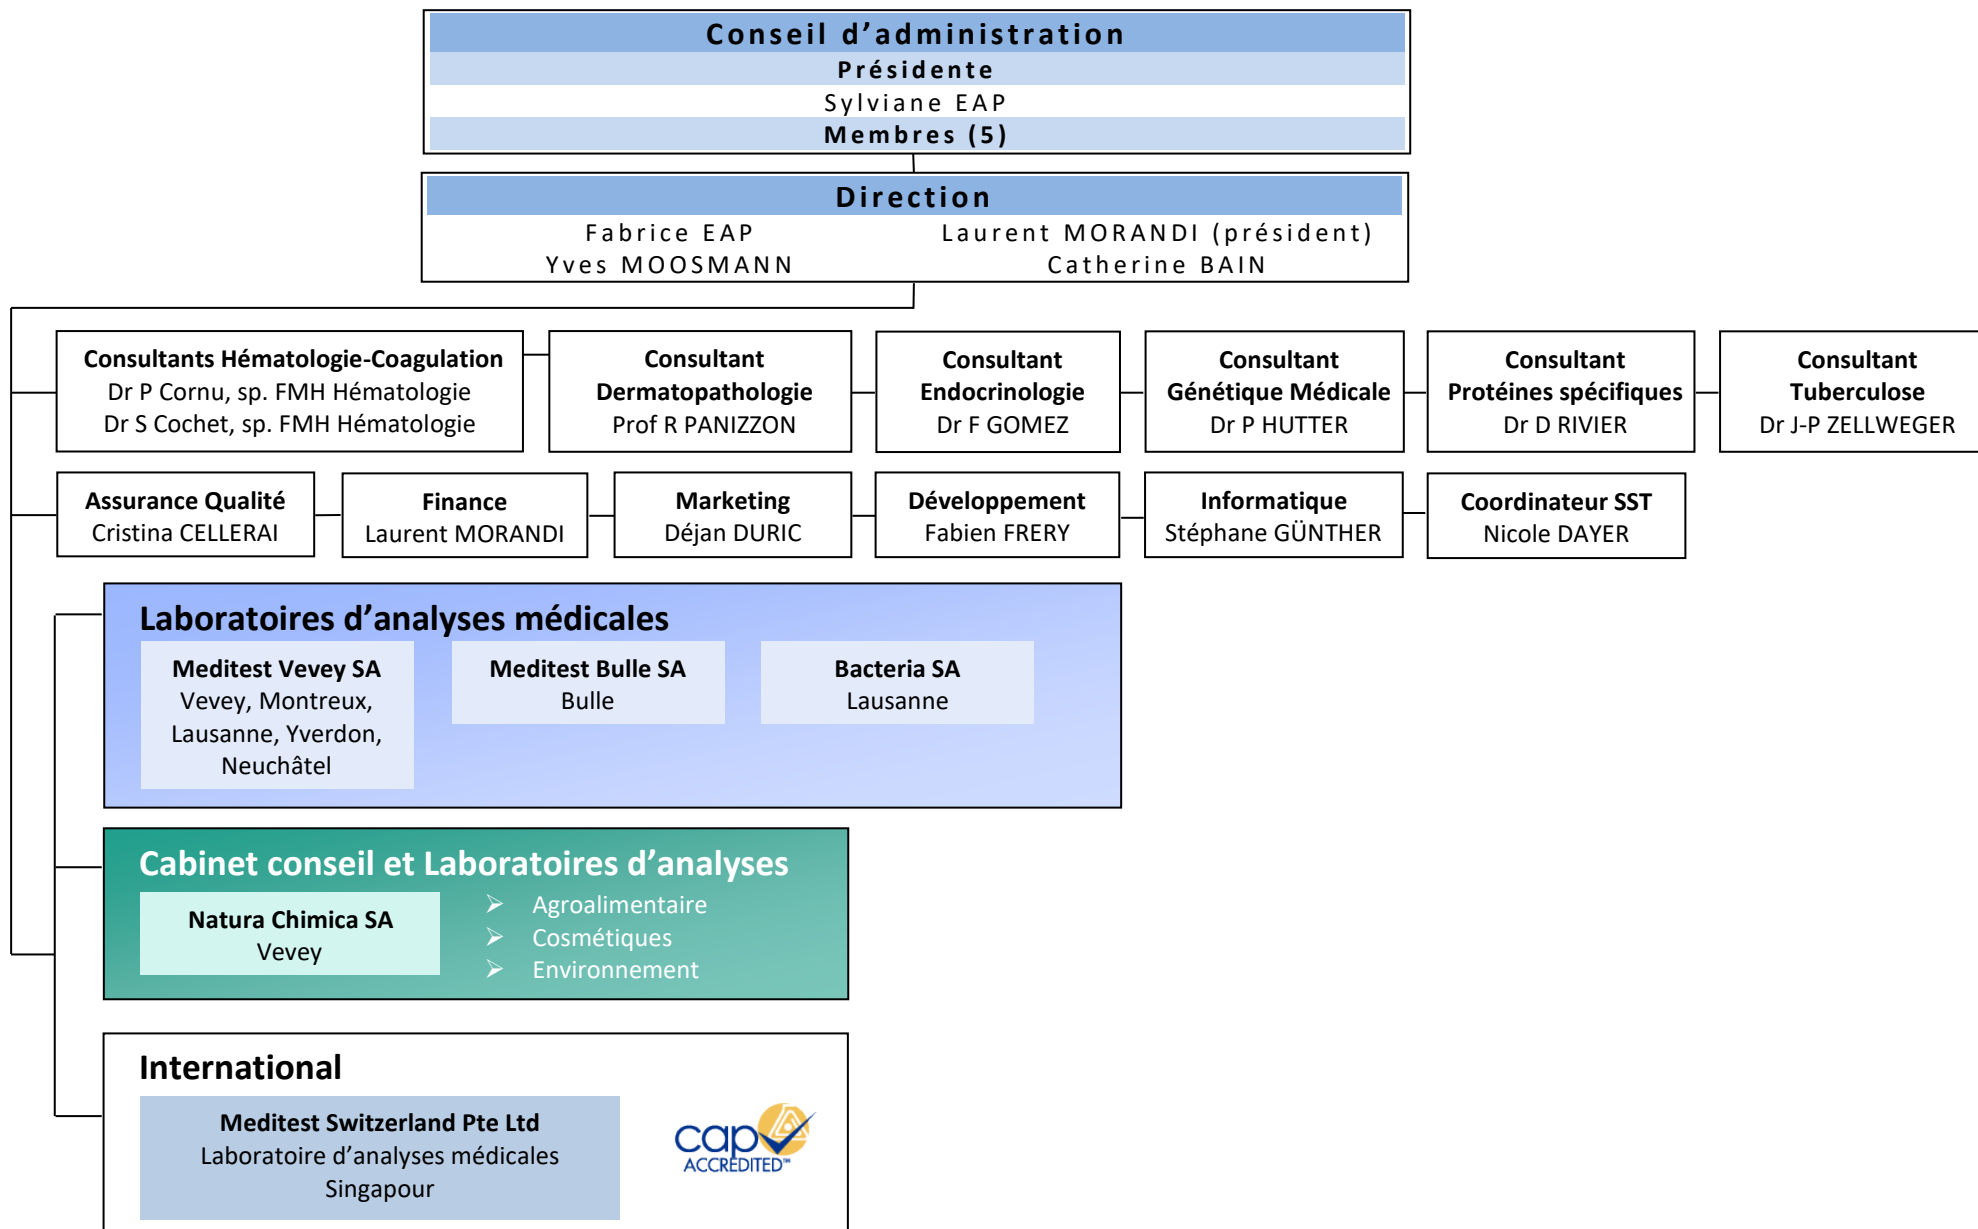 Conseil d’administration
Présidente
Sylviane EAP
Membres (5)
Direction
Fabrice EAP
Laurent MORANDI (président)
Yves MOOSMANN
Catherine BAIN
Consultants Hématologie-Coagulation
Dr P Cornu, sp. FMH Hématologie
Dr S Cochet, sp. FMH Hématologie
Consultant
Dermatopathologie
Prof R PANIZZON
Consultant
Endocrinologie
Dr F GOMEZ
Consultant
Génétique Médicale
Dr P HUTTER
Consultant
Protéines spécifiques
Dr D RIVIER
Consultant
Tuberculose
Dr J-P ZELLWEGER
Assurance Qualité
Cristina CELLERAI
Finance
Laurent MORANDI
Marketing
Déjan DURIC
Développement
Fabien FRERY
Informatique
Stéphane GÜNTHER
Coordinateur SST
Nicole DAYER
Laboratoires d’analyses médicales
Meditest Vevey SA
Vevey, Montreux,
Lausanne, Yverdon,
Neuchâtel
Meditest Bulle SA
Bulle
Bacteria SA
Lausanne
Cabinet conseil et Laboratoires d’analyses
Natura Chimica SA
Vevey
➢ Agroalimentaire
➢ Cosmétiques
➢ Environnement
International
Meditest Switzerland Pte Ltd
Laboratoire d’analyses médicales
Singapour
cap
ACCREDITED™